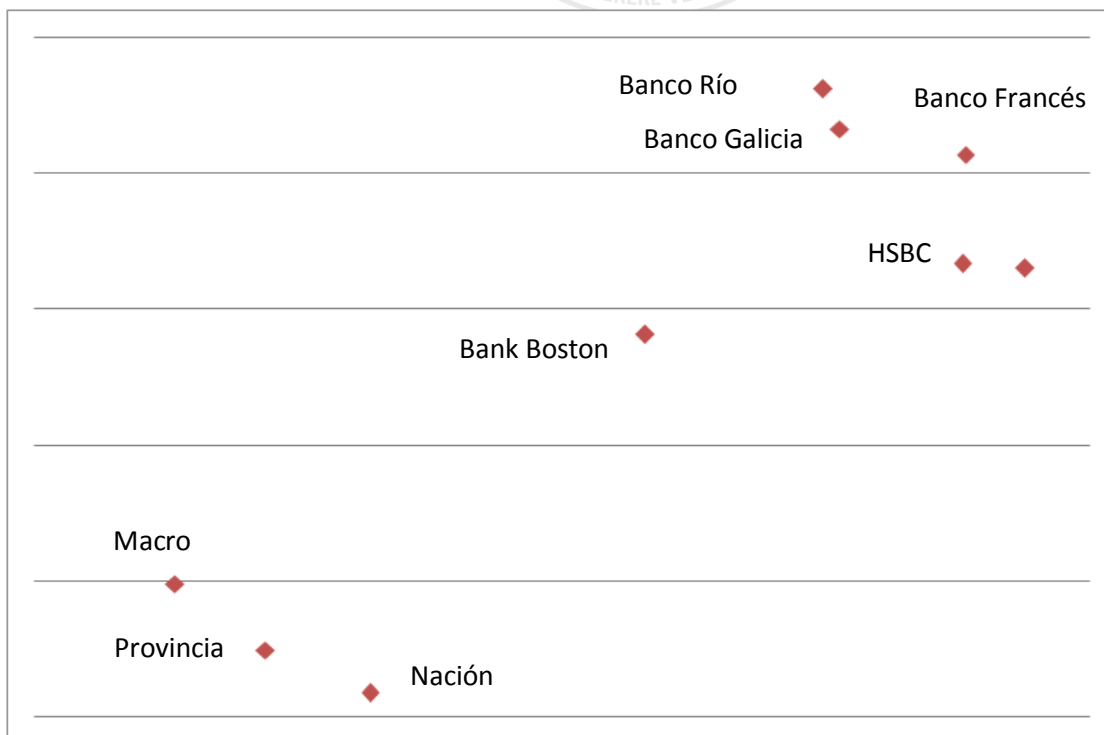 Banco Río
Banco Francés
Banco Galicia
HSBC
Bank Boston
Macro
Provincia
Nación